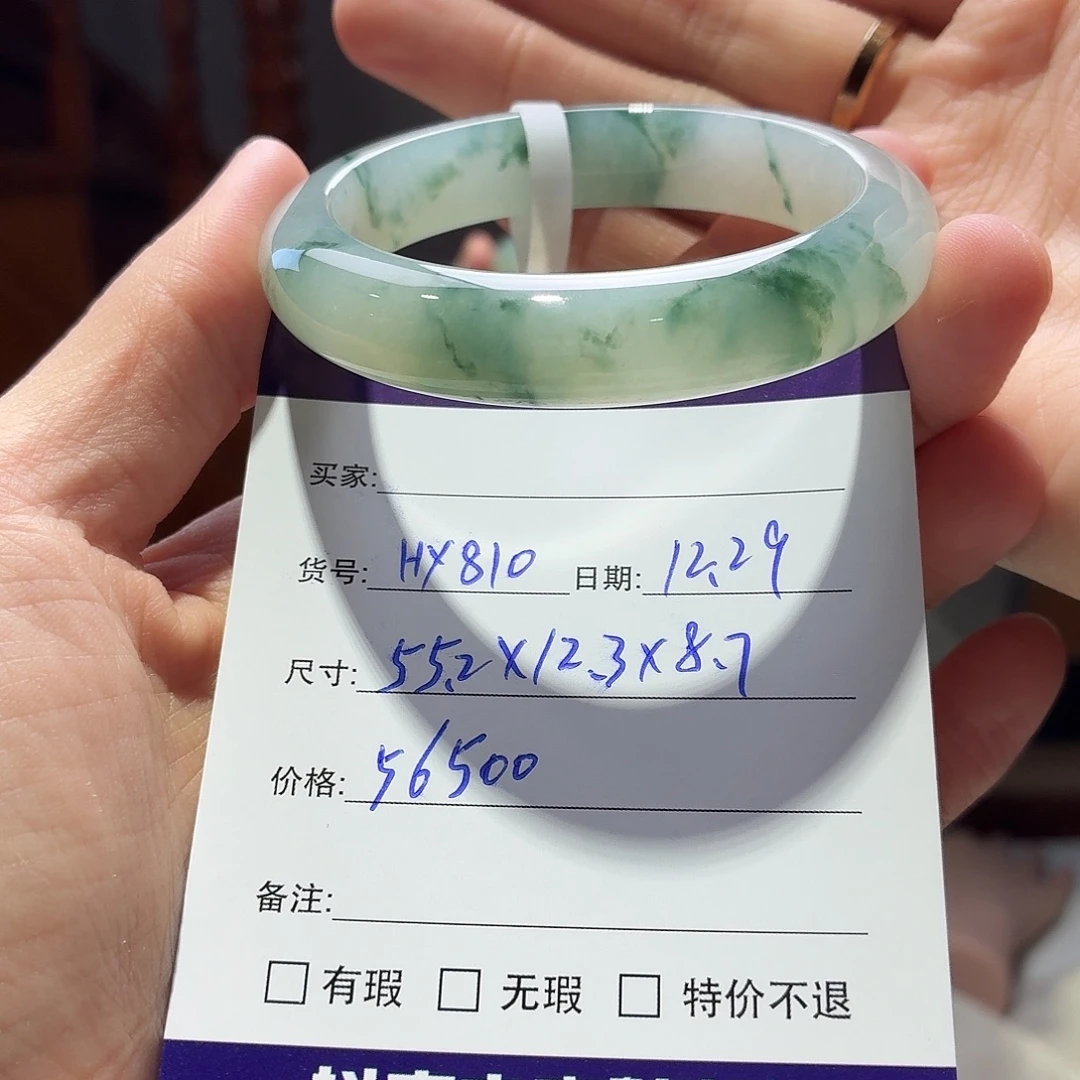 买家:
货号: HX810 日期: 12.29
尺寸: 55.2X12.3X8.7
价格: 56500
备注:
□ 有瑕 □ 无瑕 □ 特价不退